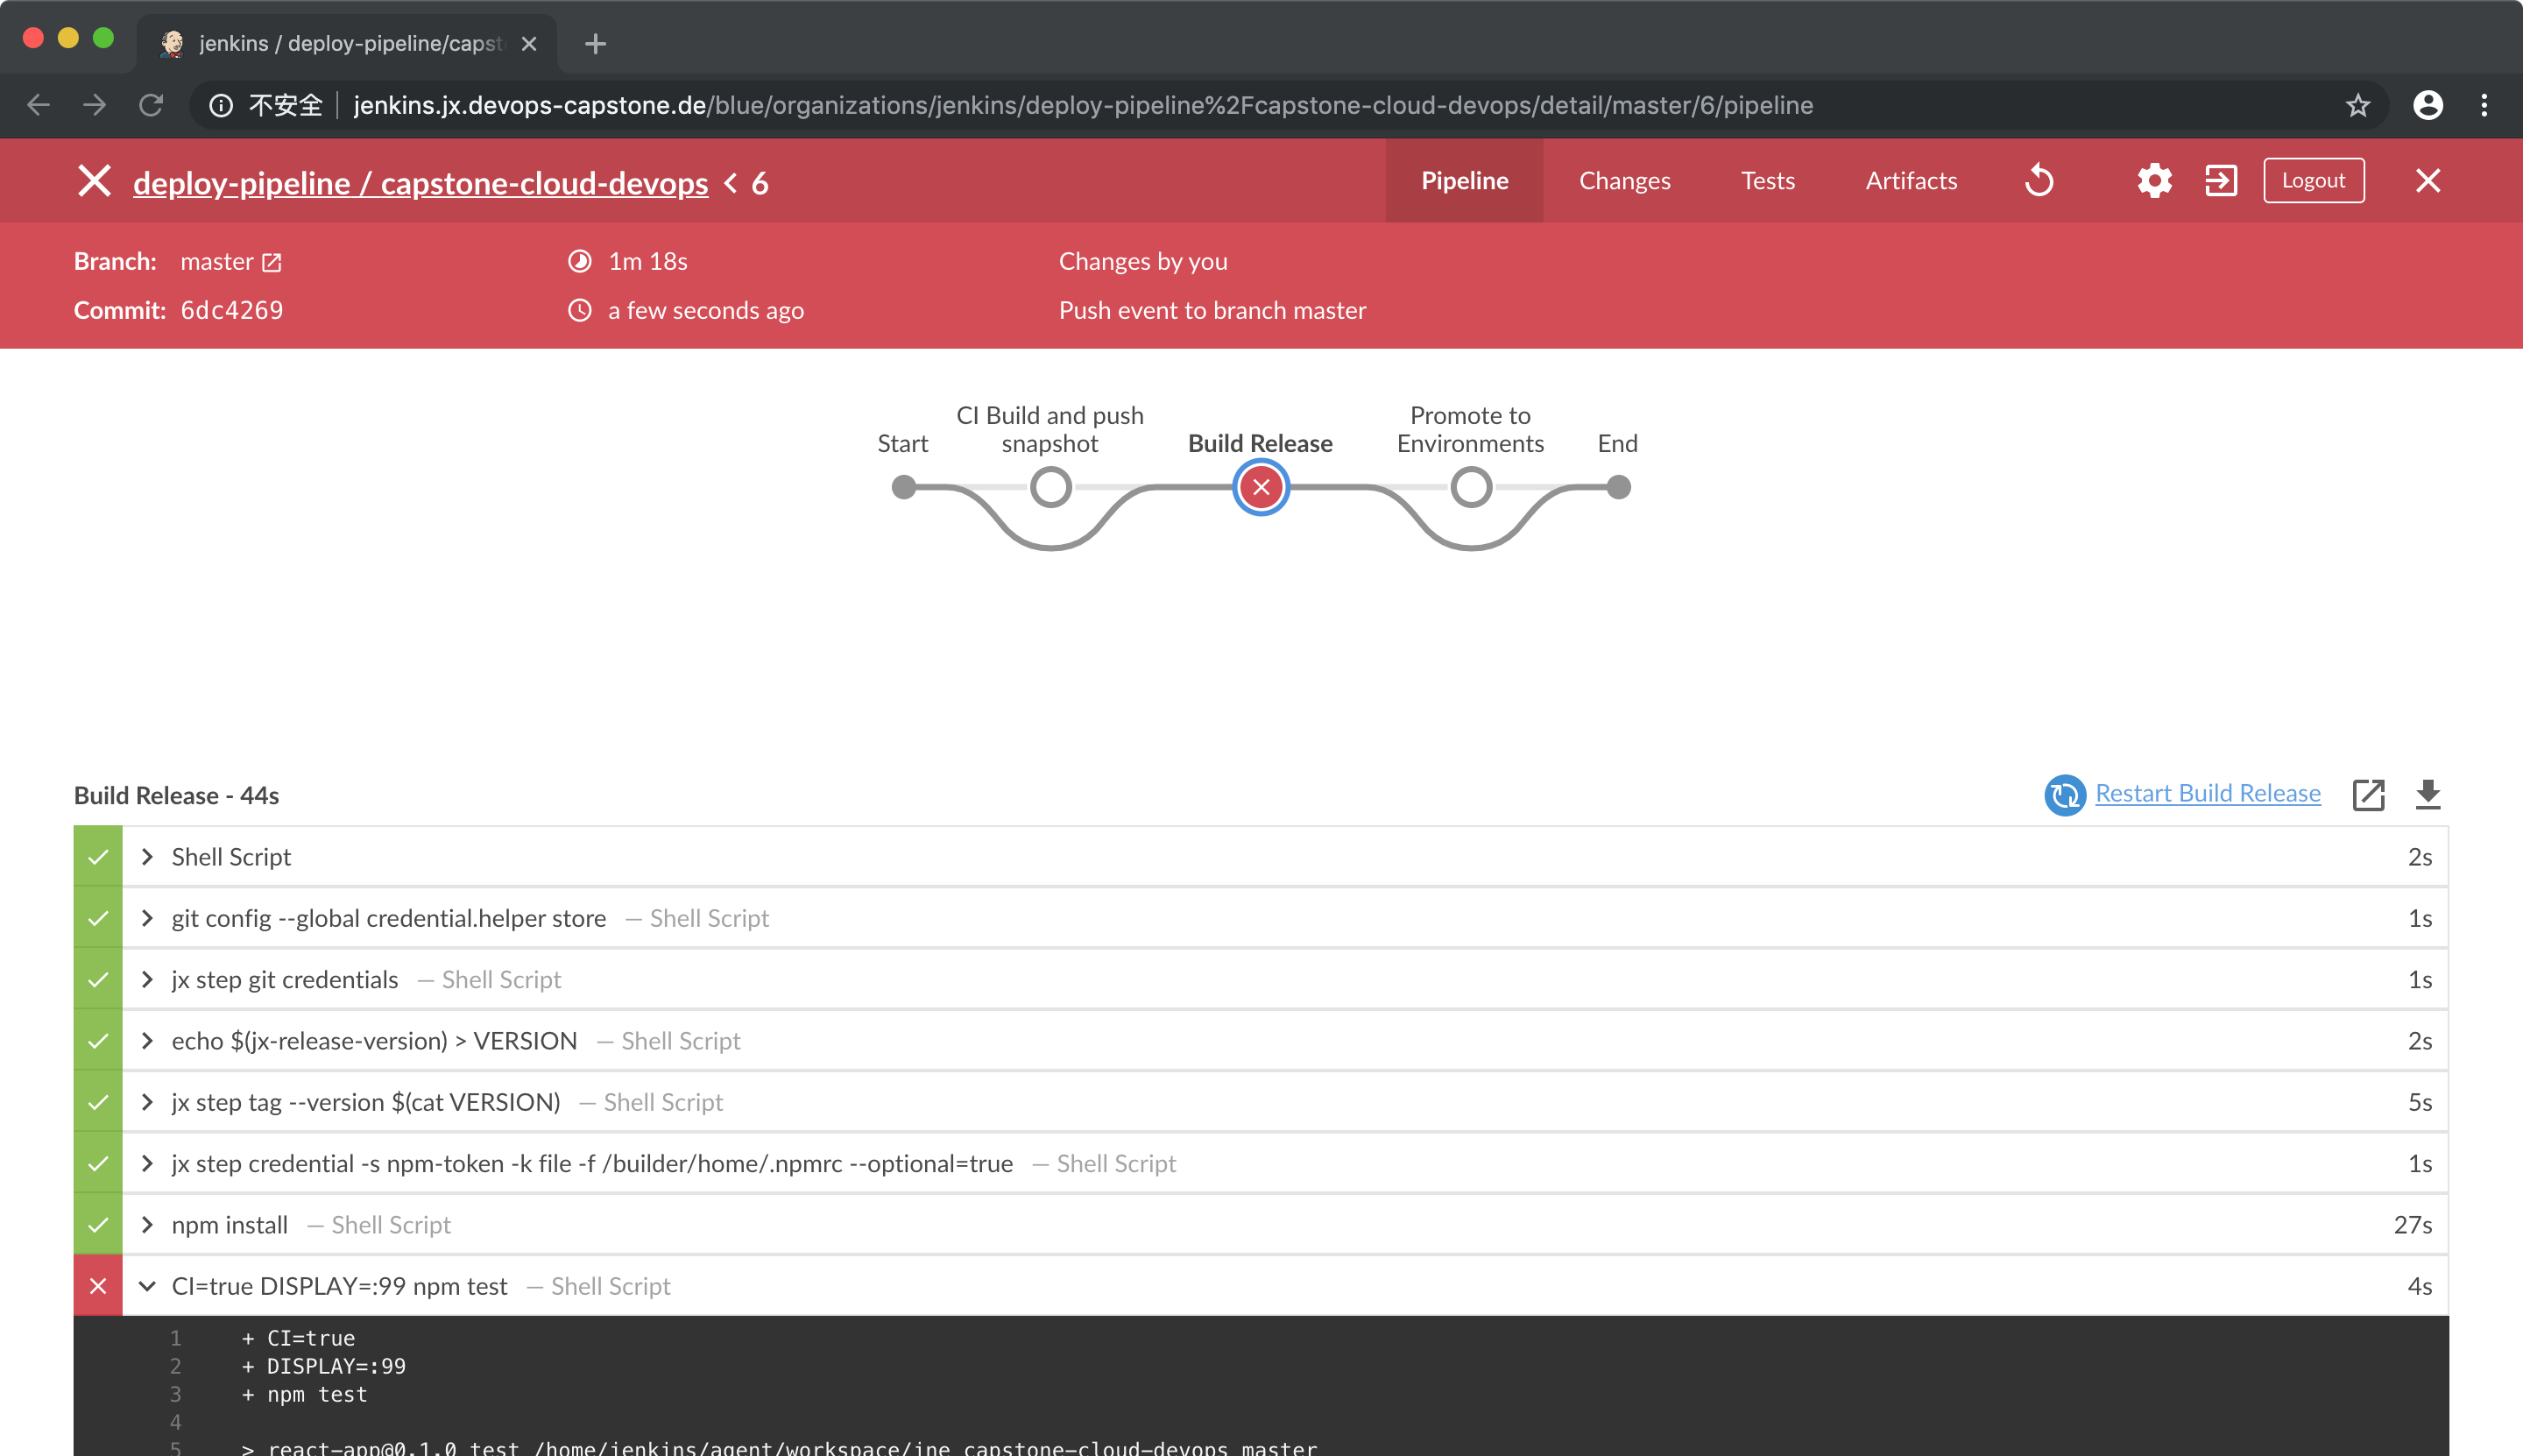 jenkins / deploy-pipeline/capst
不安全 jenkins.jx.devops-capstone.de/blue/organizations/jenkins/deploy-pipeline%2Fcapstone-cloud-devops/detail/master/6/pipeline
deploy-pipeline / capstone-cloud-devops < 6 Pipeline Changes Tests Artifacts Logout
Branch: master 1m 18s Changes by you
Commit: 6dc4269 a few seconds ago Push event to branch master
CI Build and push Promote to
Start snapshot Build Release Environments End
Build Release - 44s Restart Build Release
Shell Script 2s
git config --global credential.helper store — Shell Script 1s
jx step git credentials — Shell Script 1s
echo $(jx-release-version) > VERSION — Shell Script 2s
jx step tag --version $(cat VERSION) — Shell Script 5s
jx step credential -s npm-token -k file -f /builder/home/.npmrc --optional=true — Shell Script 1s
npm install — Shell Script 27s
CI=true DISPLAY=:99 npm test — Shell Script 4s
1 + CI=true
2 + DISPLAY=:99
3 + npm test
4
5 > react-app@0.1.0 test /home/jenkins/agent/workspace/ine_capstone-cloud-devops_master